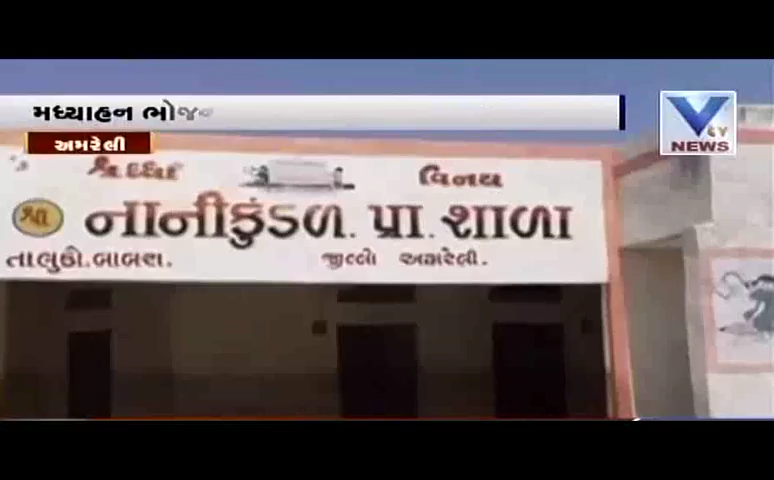 મધ્યાહન ભોજન
VTV
NEWS
અમરેલી
વિનય
શ્રી નાનીકુંડળ. પ્રા. શાળા
તાલુકો. બાબરા. જીલ્લો અમરેલી.